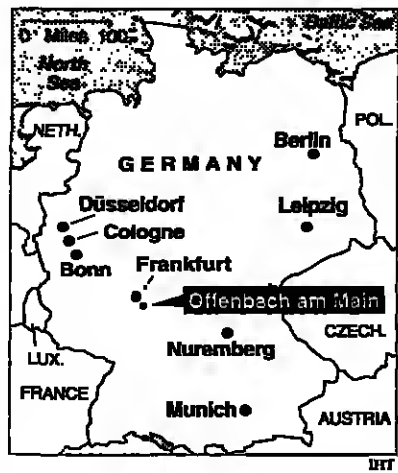 Baltic Sea
0 Miles 100
North
Sea
POL.
NETH.
Berlin
GERMANY
Düsseldorf
Leipzig
Cologne
Bonn
Frankfurt
Offenbach am Main
CZECH.
Nuremberg
LUX.
FRANCE
Munich
AUSTRIA
IHT